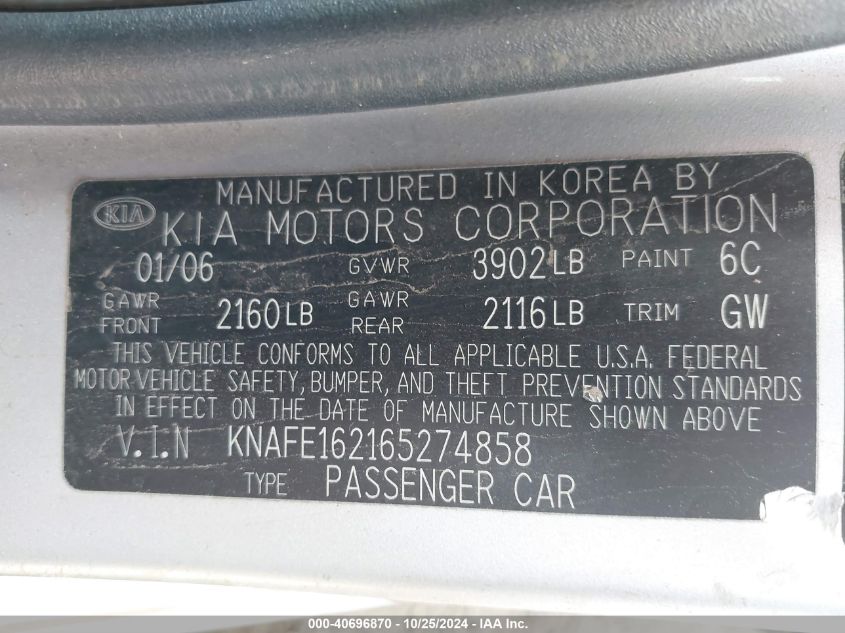 MANUFACTURED IN KOREA BY
KIA KIA MOTORS CORPORATION
01/06 GVWR 3902LB PAINT 6C
GAWR FRONT 2160LB GAWR REAR 2116LB TRIM GW
THIS VEHICLE CONFORMS TO ALL APPLICABLE U.S.A. FEDERAL
MOTOR-VEHICLE SAFETY, BUMPER, AND THEFT PREVENTION STANDARDS
IN EFFECT ON THE DATE OF MANUFACTURE SHOWN ABOVE
V.I.N KNAFE162165274858
TYPE PASSENGER CAR
000-40696870 - 10/25/2024 - IAA Inc.